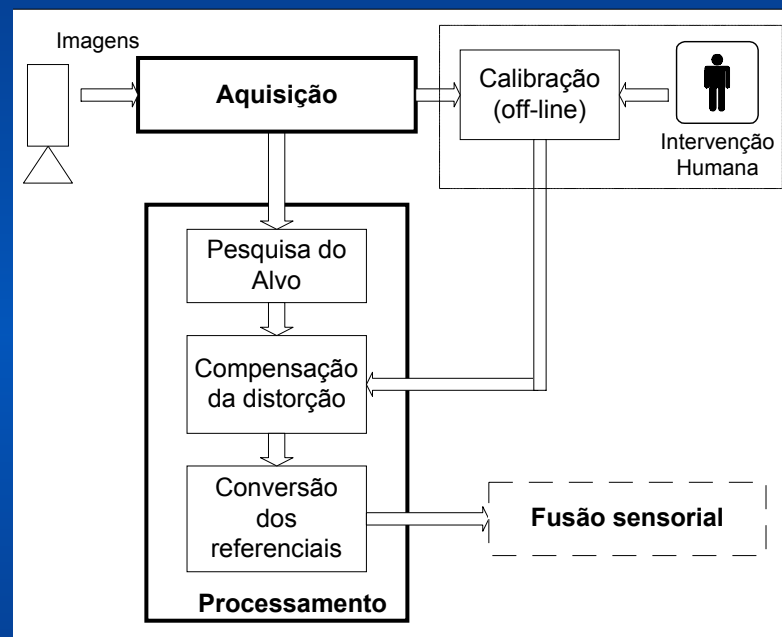 Imagens
Aquisição
Calibração
(off-line)
Intervenção
Humana
Pesquisa do
Alvo
Compensação
da distorção
Conversão
dos
referenciais
Fusão sensorial
Processamento